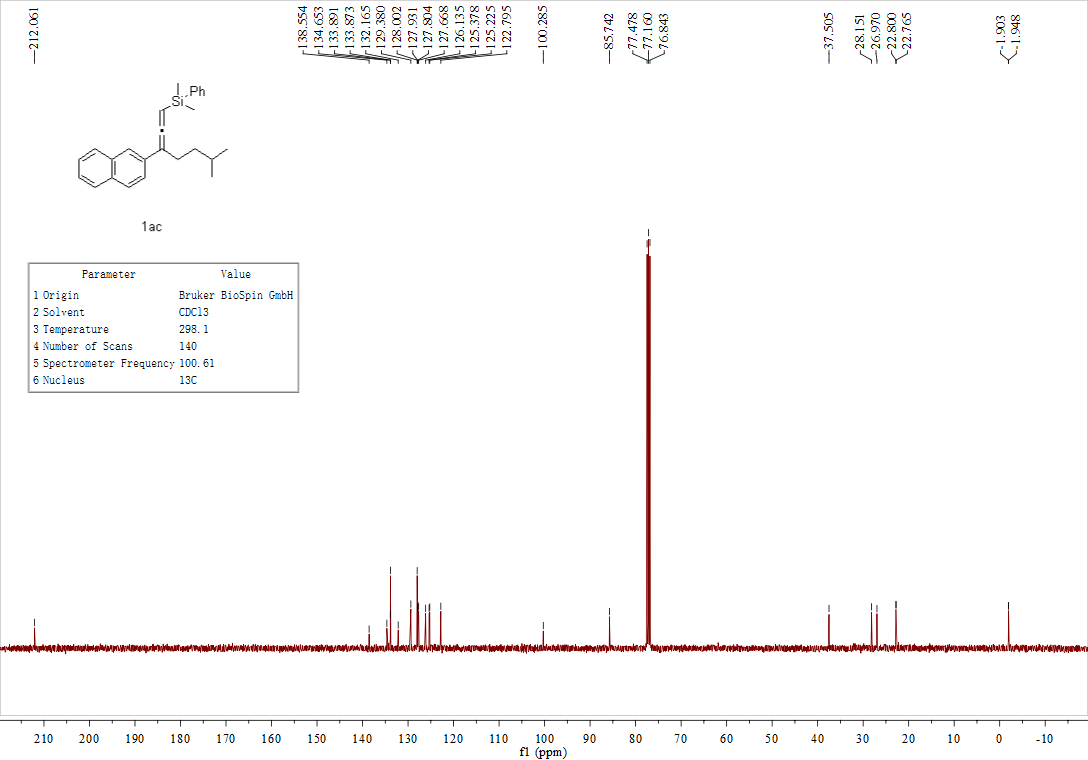 -212.061
138.554
134.653
133.891
133.873
132.165
129.380
128.002
127.931
127.804
127.668
126.135
125.378
125.225
122.795
-100.285
-85.742
77.478
77.160
76.843
-37.505
28.151
26.970
22.800
22.765
-1.903
-1.948
Si
Ph
1ac
Parameter Value
1 Origin Bruker BioSpin GmbH
2 Solvent CDCl3
3 Temperature 298.1
4 Number of Scans 140
5 Spectrometer Frequency 100.61
6 Nucleus 13C
210 200 190 180 170 160 150 140 130 120 110 100 90 80 70 60 50 40 30 20 10 0 -10
f1 (ppm)